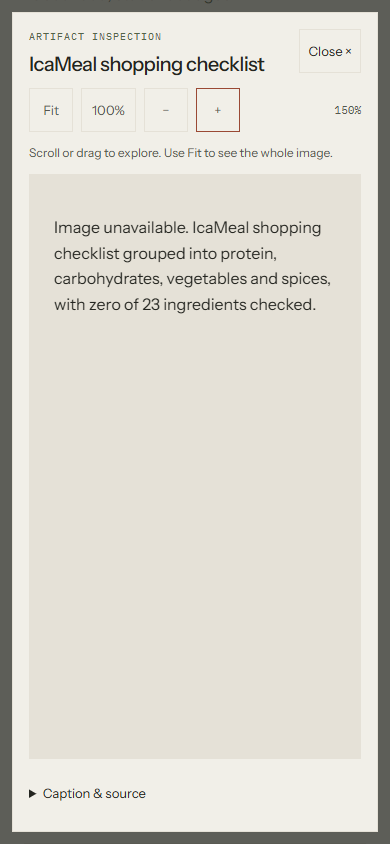 ARTIFACT INSPECTION
IcaMeal shopping checklist
Close ×
Fit
100%
−
+
150%
Scroll or drag to explore. Use Fit to see the whole image.
Image unavailable. IcaMeal shopping
checklist grouped into protein,
carbohydrates, vegetables and spices,
with zero of 23 ingredients checked.
Caption & source